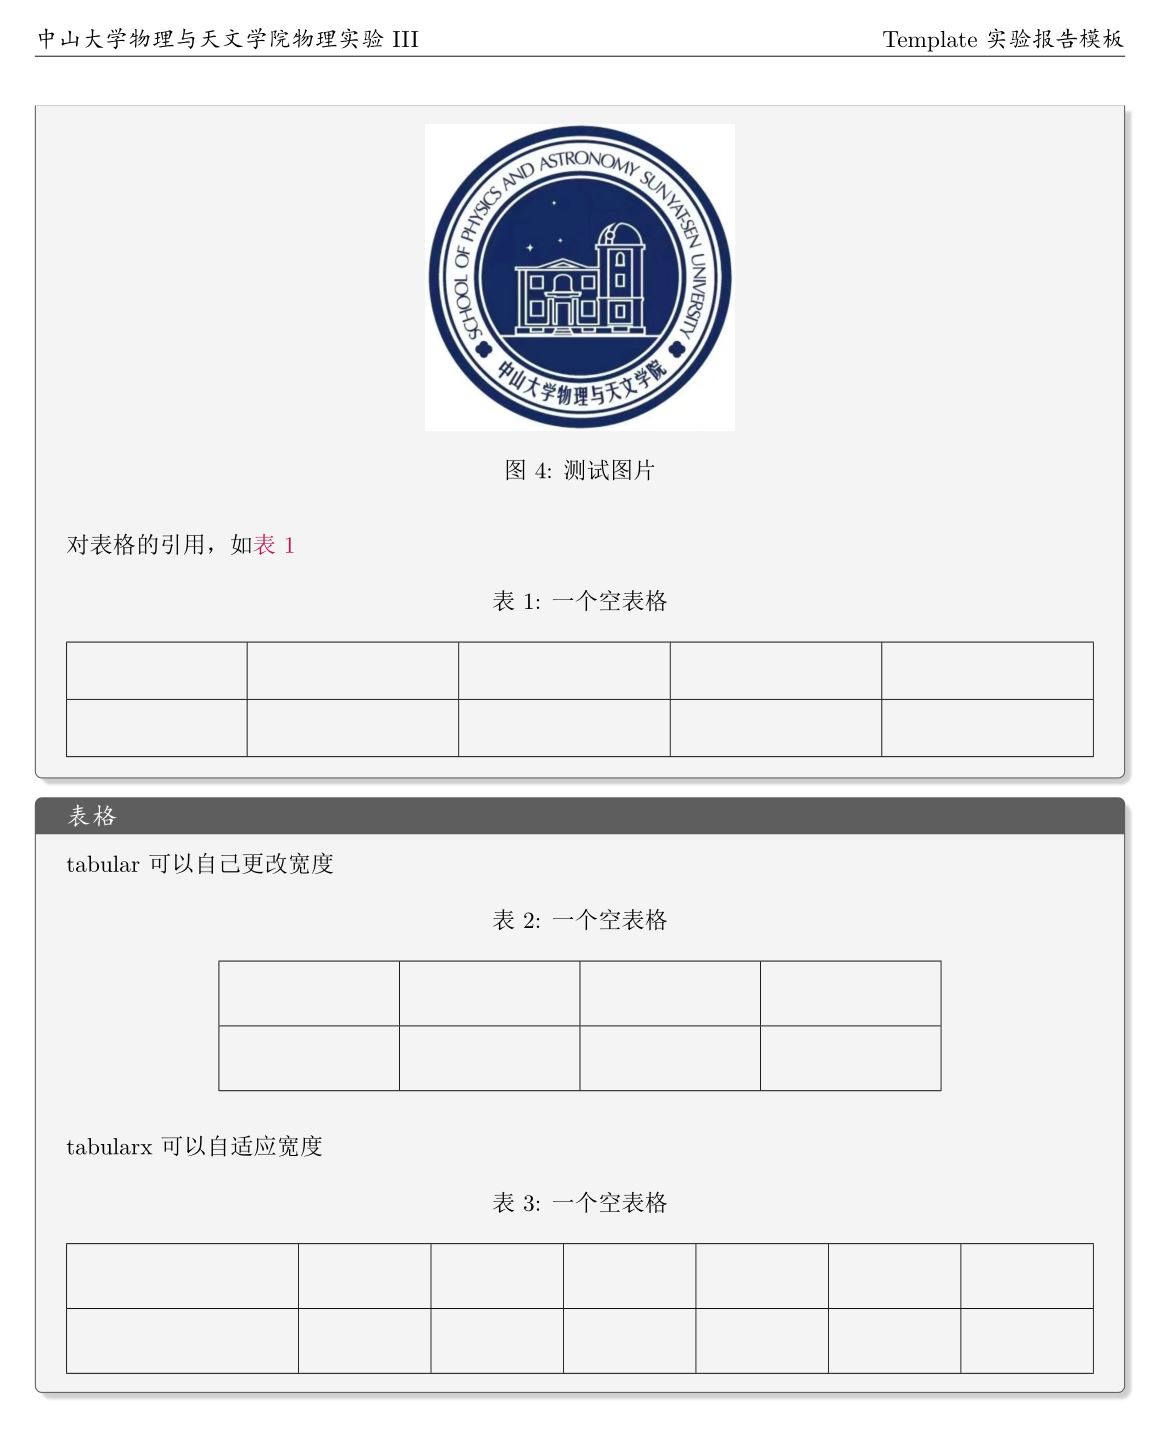 中山大学物理与天文学院物理实验 III
Template 实验报告模板
SCHOOL OF PHYSICS AND ASTRONOMY SUN YAT-SEN UNIVERSITY
中山大学物理与天文学院
图 4: 测试图片
对表格的引用，如表 1
表 1: 一个空表格
表格
tabular 可以自己更改宽度
表 2: 一个空表格
tabularx 可以自适应宽度
表 3: 一个空表格